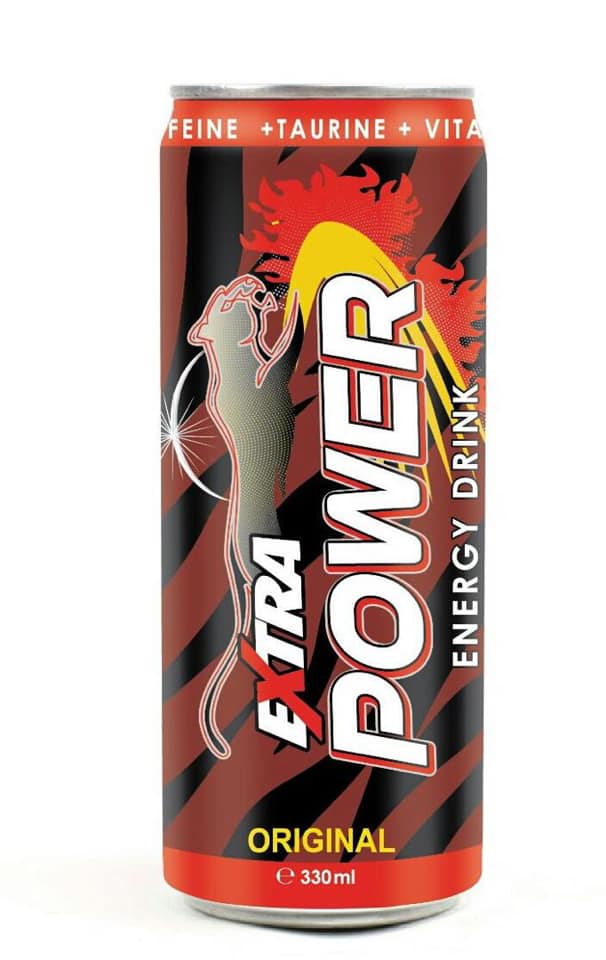 FEINE +TAURINE + VITA
EXTRA
POWER
ENERGY DRINK
ORIGINAL
℮ 330ml